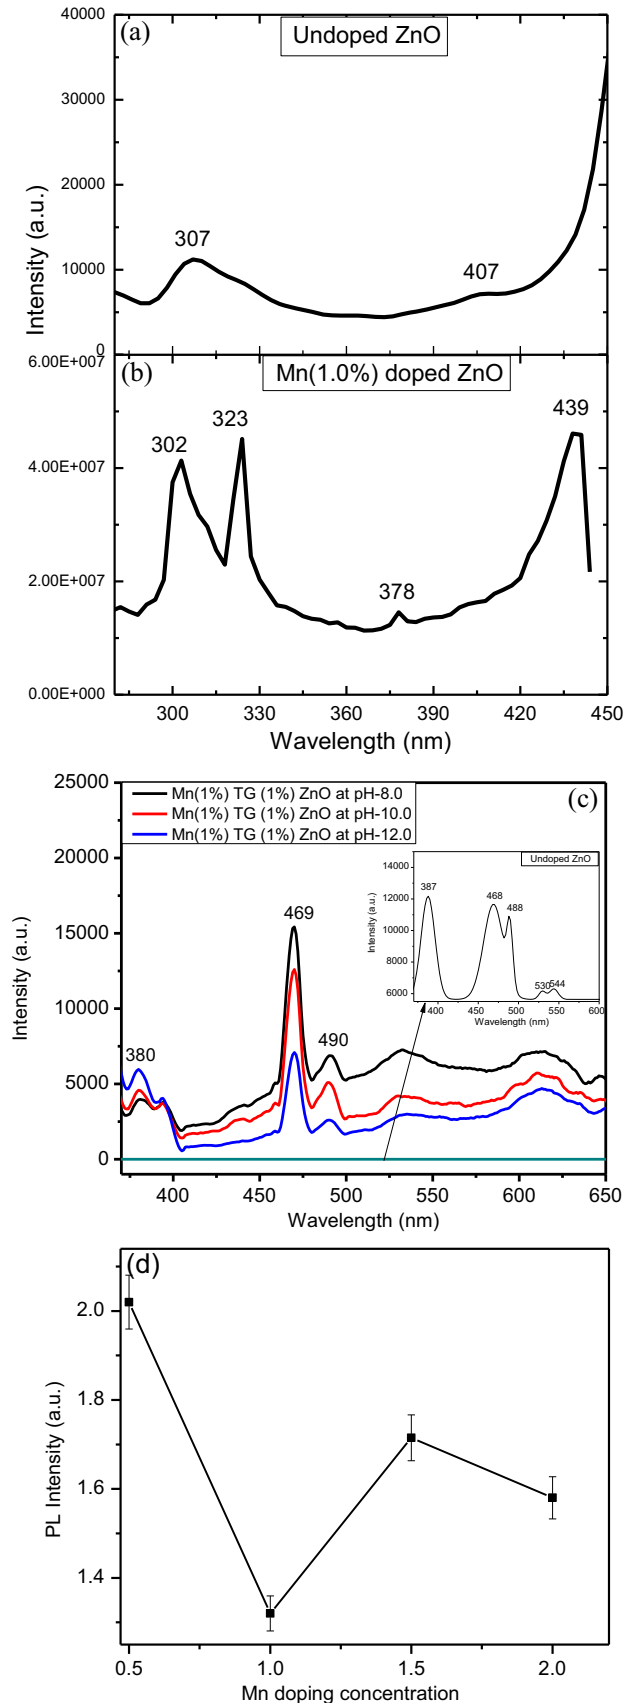 (a)
Undoped ZnO
40000
30000
20000
10000
0
Intensity (a.u.)
307
407
(b)
Mn(1.0%) doped ZnO
6.00E+007
4.00E+007
2.00E+007
0.00E+000
302
323
378
439
300 330 360 390 420 450
Wavelength (nm)
(c)
Mn(1%) TG (1%) ZnO at pH-8.0
Mn(1%) TG (1%) ZnO at pH-10.0
Mn(1%) TG (1%) ZnO at pH-12.0
25000
20000
15000
10000
5000
0
Intensity (a.u.)
380
469
490
Undoped ZnO
14000
12000
10000
8000
6000
Intensity (a.u.)
387
468
488
530
544
400 450 500 550 600
Wavelength (nm)
400 450 500 550 600 650
Wavelength (nm)
(d)
2.0
1.8
1.6
1.4
PL Intensity (a.u.)
0.5 1.0 1.5 2.0
Mn doping concentration